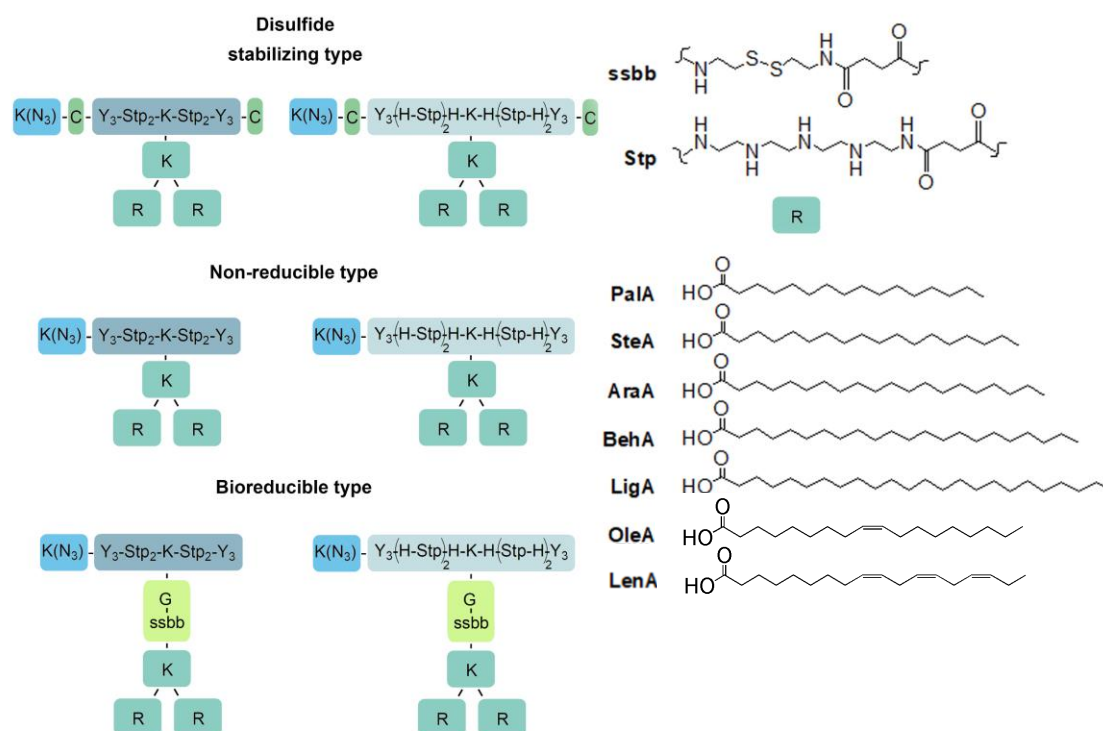 Disulfide
stabilizing type
K(N₃) - C - Y₃-Stp₂-K-Stp₂-Y₃ - C
K
R R
K(N₃) - C - Y₃(H-Stp)₂H-K-H(Stp-H)₂Y₃ - C
K
R R
Non-reducible type
K(N₃) - Y₃-Stp₂-K-Stp₂-Y₃
K
R R
K(N₃) - Y₃(H-Stp)₂H-K-H(Stp-H)₂Y₃
K
R R
Bioreducible type
K(N₃) - Y₃-Stp₂-K-Stp₂-Y₃
G
ssbb
K
R R
K(N₃) - Y₃(H-Stp)₂H-K-H(Stp-H)₂Y₃
G
ssbb
K
R R
ssbb
N
H
S
S
H
N
O
O
Stp
H
N
N
H
H
N
N
H
H
N
O
O
R
PalA
HO
O
SteA
HO
O
AraA
HO
O
BehA
HO
O
LigA
HO
O
OleA
HO
O
LenA
HO
O